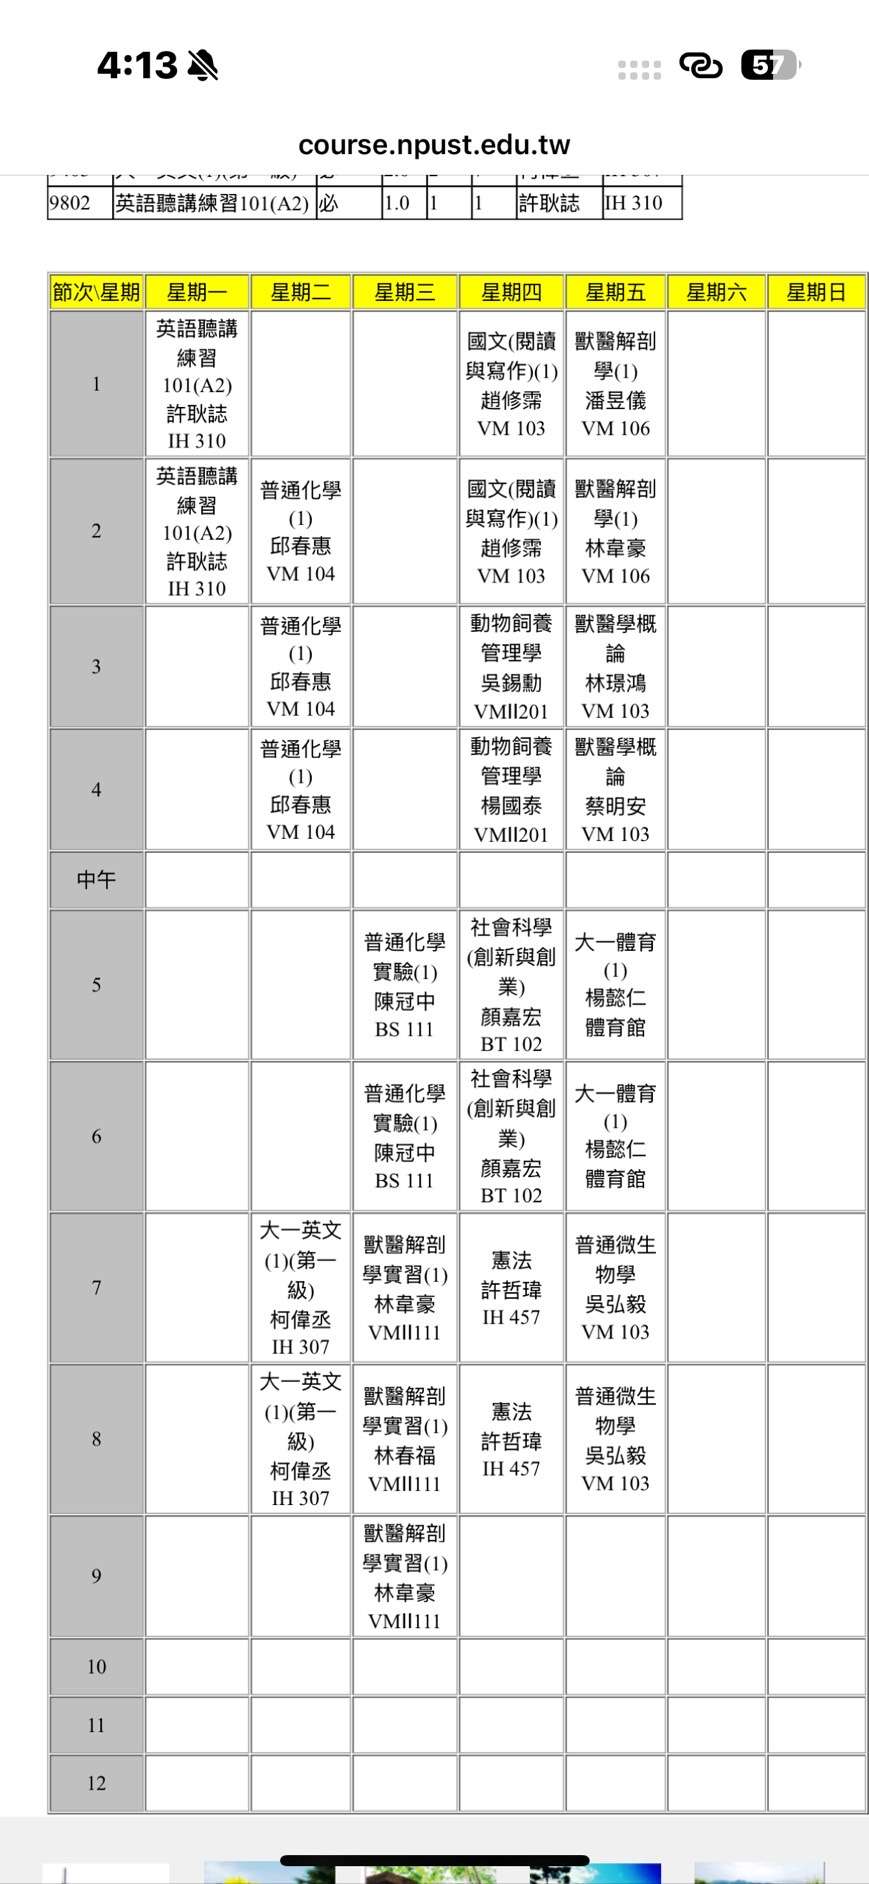 4:13
57
course.npust.edu.tw
9802 英語聽講練習101(A2) 必 1.0 1 1 許耿誌 IH 310
節次\星期 星期一 星期二 星期三 星期四 星期五 星期六 星期日
1
英語聽講
練習
101(A2)
許耿誌
IH 310
國文(閱讀
與寫作)(1)
趙修霈
VM 103
獸醫解剖
學(1)
潘昱儀
VM 106
2
英語聽講
練習
101(A2)
許耿誌
IH 310
普通化學
(1)
邱春惠
VM 104
國文(閱讀
與寫作)(1)
趙修霈
VM 103
獸醫解剖
學(1)
林韋豪
VM 106
3
普通化學
(1)
邱春惠
VM 104
動物飼養
管理學
吳錫勳
VMⅡ201
獸醫學概
論
林璟鴻
VM 103
4
普通化學
(1)
邱春惠
VM 104
動物飼養
管理學
楊國泰
VMⅡ201
獸醫學概
論
蔡明安
VM 103
中午
5
普通化學
實驗(1)
陳冠中
BS 111
社會科學
(創新與創
業)
顏嘉宏
BT 102
大一體育
(1)
楊懿仁
體育館
6
普通化學
實驗(1)
陳冠中
BS 111
社會科學
(創新與創
業)
顏嘉宏
BT 102
大一體育
(1)
楊懿仁
體育館
7
大一英文
(1)(第一
級)
柯偉丞
IH 307
獸醫解剖
學實習(1)
林韋豪
VMⅡ111
憲法
許哲瑋
IH 457
普通微生
物學
吳弘毅
VM 103
8
大一英文
(1)(第一
級)
柯偉丞
IH 307
獸醫解剖
學實習(1)
林春福
VMⅡ111
憲法
許哲瑋
IH 457
普通微生
物學
吳弘毅
VM 103
9
獸醫解剖
學實習(1)
林韋豪
VMⅡ111
10
11
12